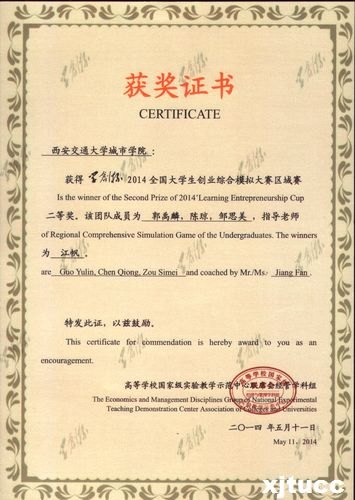 获奖证书
CERTIFICATE
西安交通大学城市学院：
获得 学创杯 2014 全国大学生创业综合模拟大赛区域赛
Is the winner of the Second Prize of 2014'Learning Entrepreneurship Cup
二等奖。该团队成员为 郭禹麟，陈琼，邹思美，指导老师
of Regional Comprehensive Simulation Game of the Undergraduates. The winners
为 江帆．
are Guo Yulin, Chen Qiong, Zou Simei and coached by Mr./Ms: Jiang Fan.
特发此证，以兹鼓励。
This certificate for commendation is hereby award to you as an
encouragement.
高等学校国家级实验教学示范中心联席会经管学科组
The Economics and Management Disciplines Group of National Experimental
Teaching Demonstration Center Association of Colleges and Universities
二〇一四年五月十一日
May 11, 2014
xjtucc